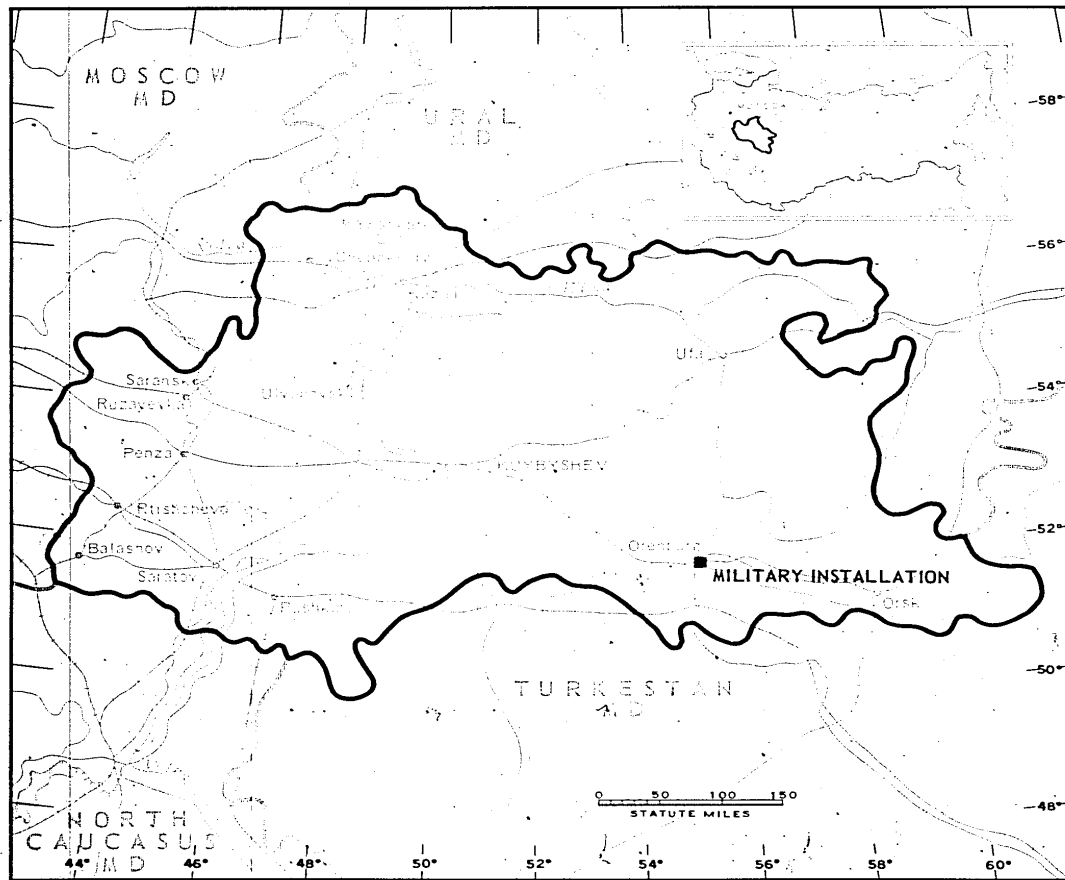 MOSCOW
MD
URAL
MD
58°
56°
54°
52°
50°
48°
Saransk
Ruzayevka
Penza
Rtishchevo
Balashov
Saratov
KUYBYSHEV
Orenburg
MILITARY INSTALLATION
Orsk
TURKESTAN
MD
0 50 100 150
STATUTE MILES
NORTH
CAUCASUS
MD
44° 46° 48° 50° 52° 54° 56° 58° 60°